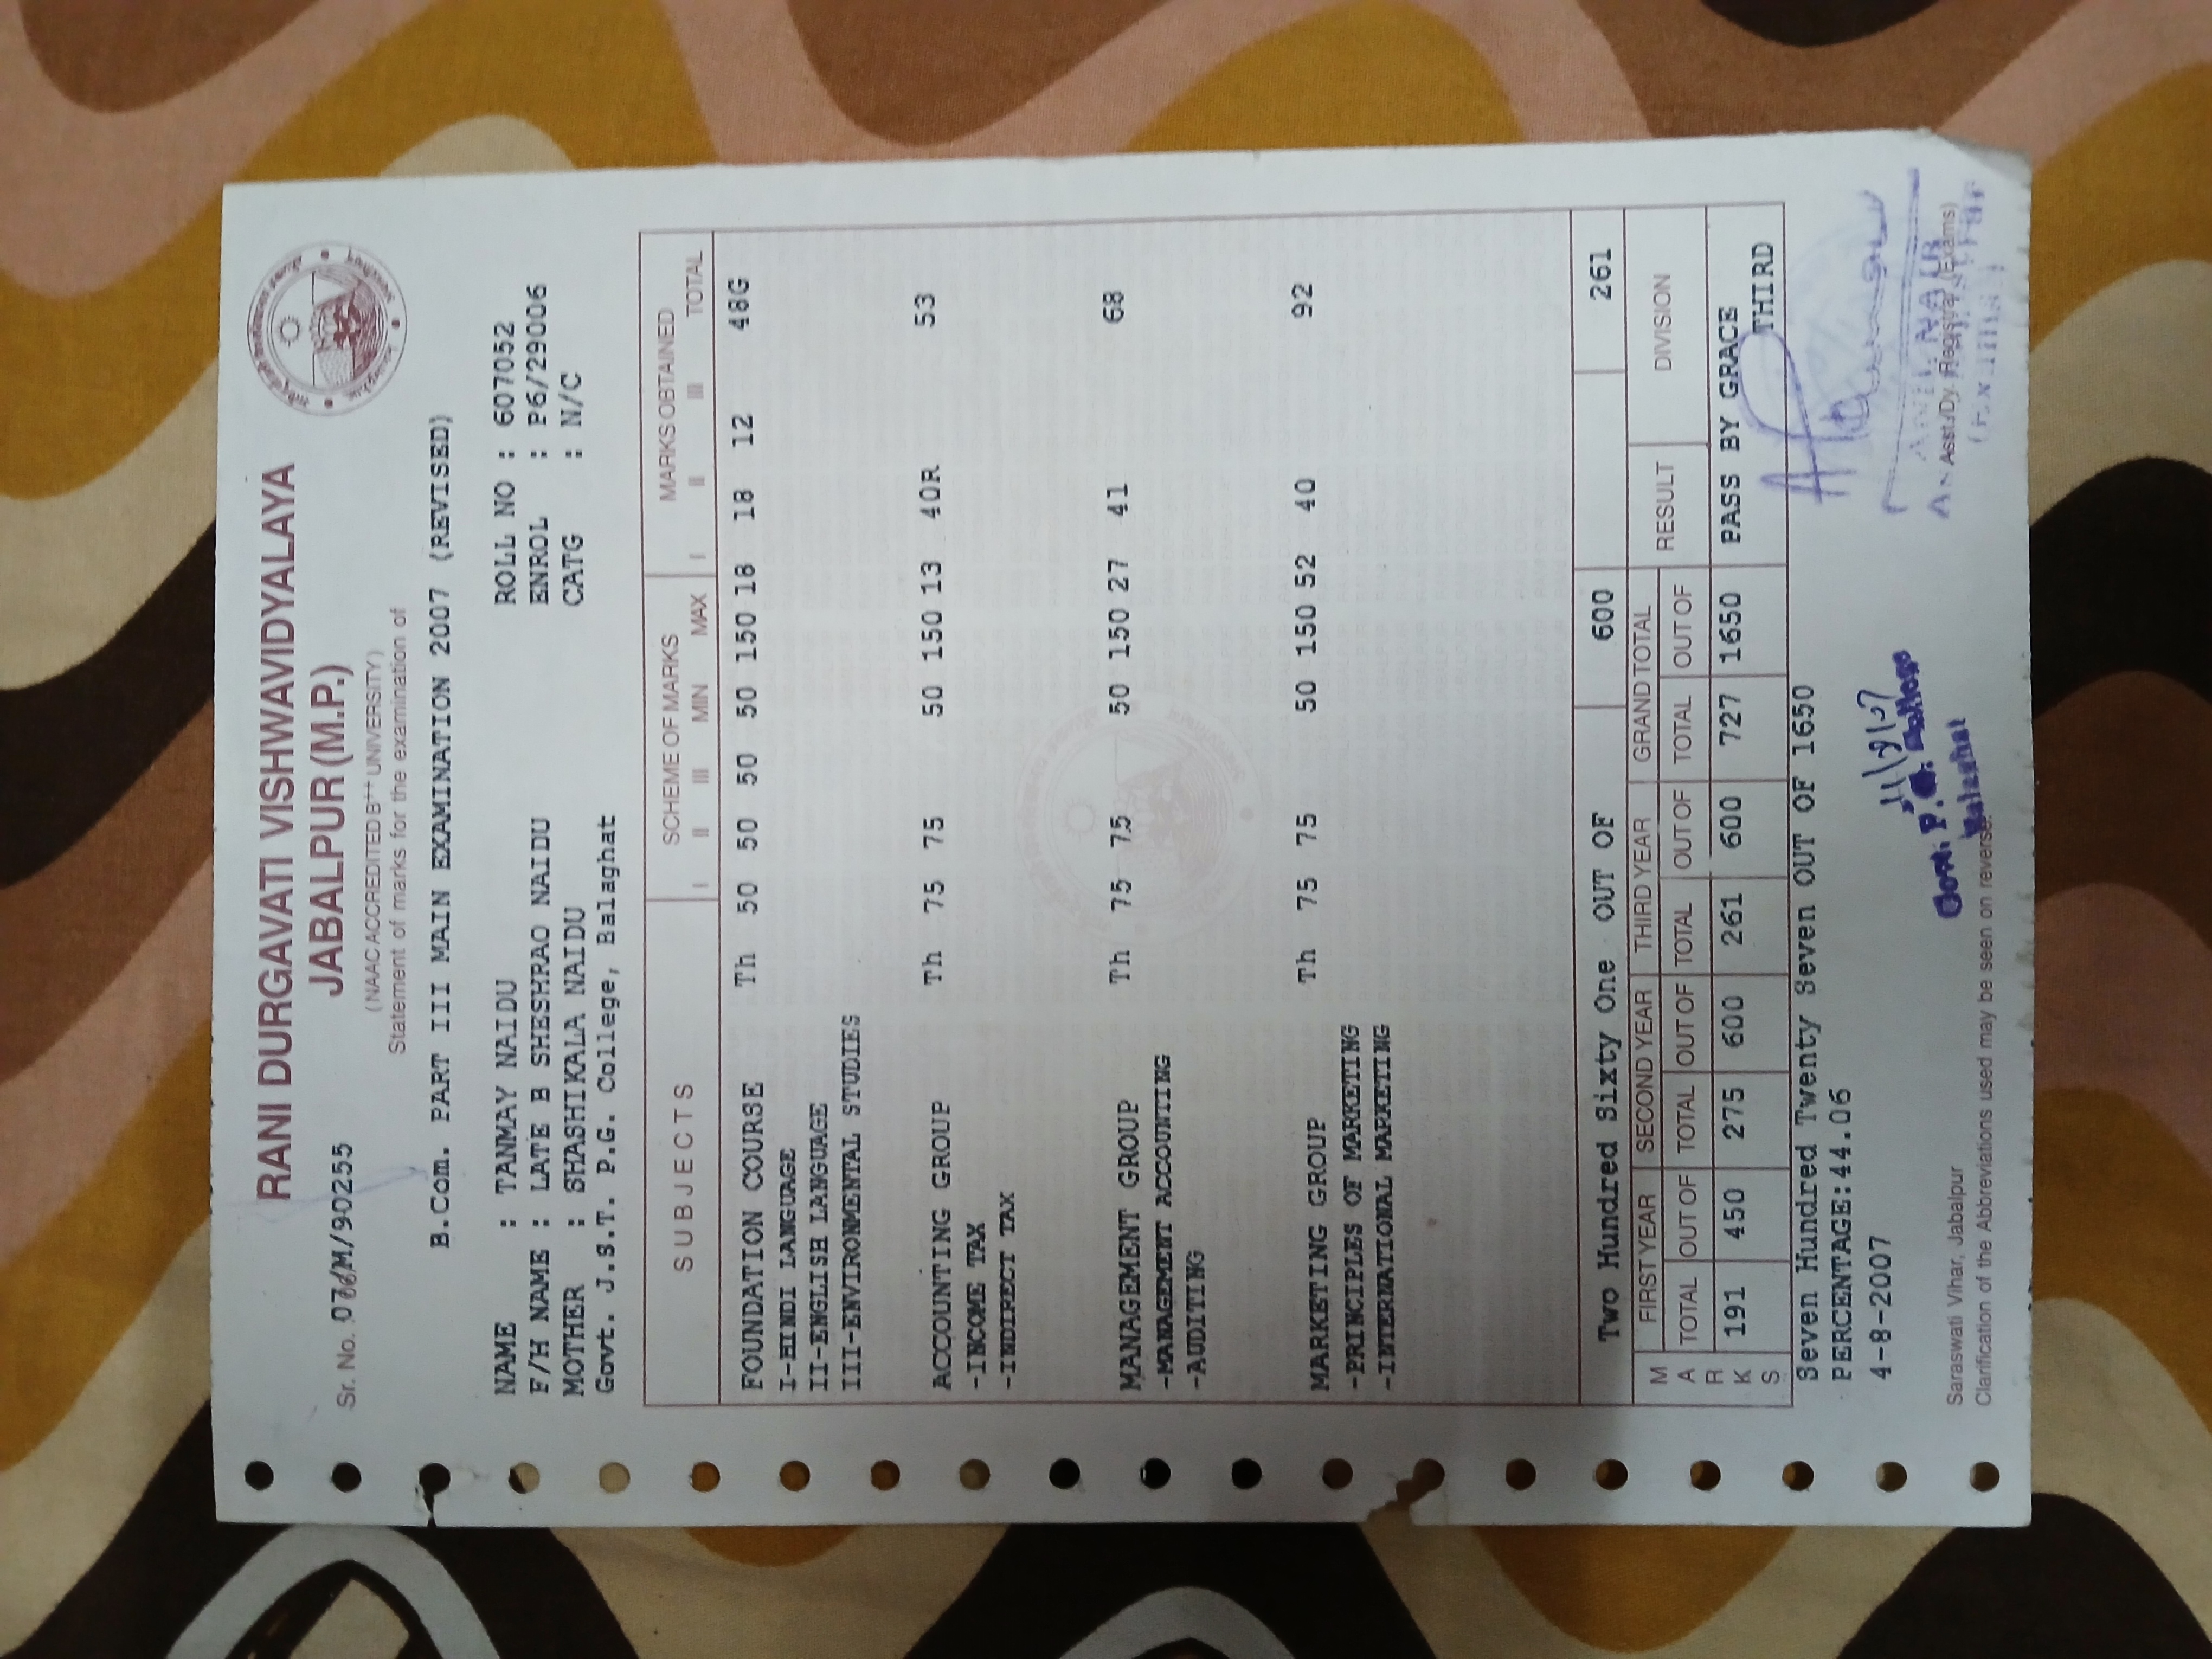 RANI DURGAVATI VISHWAVIDYALAYA
JABALPUR (M.P.)
(NAAC ACCREDITED B++ UNIVERSITY)
Sr. No. 07/M/90255
Statement of marks for the examination of
B.Com. PART III MAIN EXAMINATION 2007 (REVISED)
NAME : TANMAY NAIDU ROLL NO : 607052
F/H NAME : LATE B SHESHRAO NAIDU ENROL : P6/29006
MOTHER : SHASHIKALA NAIDU CATG : N/C
Govt. J.S.T. P.G. College, Balaghat
SUBJECTS SCHEME OF MARKS MARKS OBTAINED
I II III MIN MAX I II III TOTAL
FOUNDATION COURSE Th 50 50 50 50 150 18 18 12 48G
I-HINDI LANGUAGE
II-ENGLISH LANGUAGE
III-ENVIRONMENTAL STUDIES
ACCOUNTING GROUP Th 75 75 50 150 13 40R 53
-INCOME TAX
-INDIRECT TAX
MANAGEMENT GROUP Th 75 75 50 150 27 41 68
-MANAGEMENT ACCOUNTING
-AUDITING
MARKETING GROUP Th 75 75 50 150 52 40 92
-PRINCIPLES OF MARKETING
-INTERNATIONAL MARKETING
Two Hundred Sixty One OUT OF 600 261
MARKS FIRST YEAR SECOND YEAR THIRD YEAR GRAND TOTAL RESULT DIVISION
TOTAL OUT OF TOTAL OUT OF TOTAL OUT OF TOTAL OUT OF
191 450 275 600 261 600 727 1650 PASS BY GRACE
THIRD
Seven Hundred Twenty Seven OUT OF 1650
PERCENTAGE:44.06
4-8-2007
Govt. P.G. College
Balaghat
ANIL NAIR
Asst./Dy. Registrar (Exams)
Saraswati Vihar, Jabalpur
Clarification of the Abbreviations used may be seen on reverse.